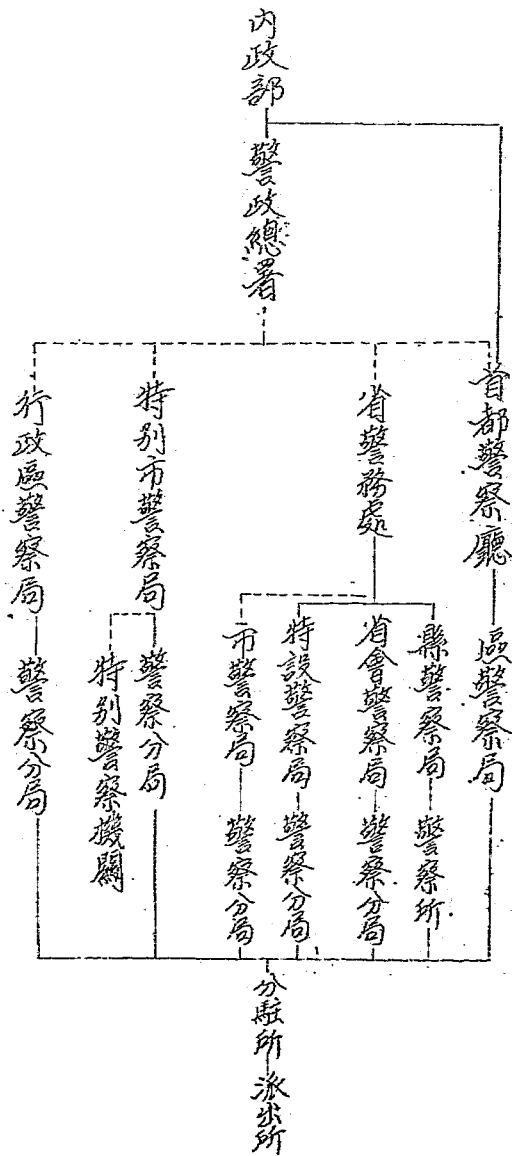 內政部
警政總署
首都警察廳
區警察局
省警務處
縣警察局
警察所
省會警察局
警察分局
特設警察局
警察分局
市警察局
警察分局
特別市警察局
警察分局
特別警察機關
行政區警察局
警察分局
分駐所
派出所